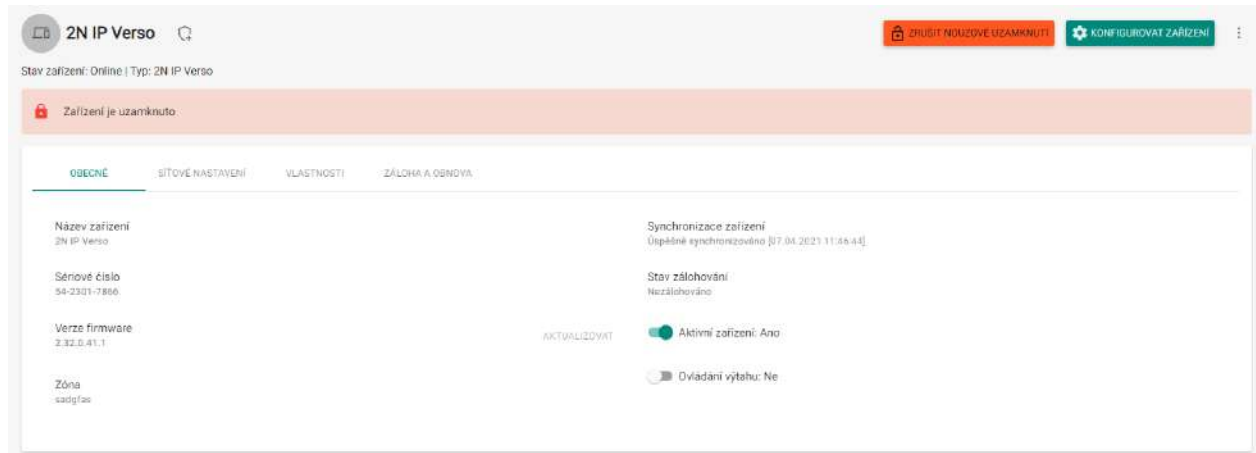 2N IP Verso
ZRUŠIT NOUZOVÉ UZAMKNUTÍ
KONFIGUROVAT ZAŘÍZENÍ
Stav zařízení: Online | Typ: 2N IP Verso
Zařízení je uzamknuto
OBECNÉ
SÍŤOVÉ NASTAVENÍ
VLASTNOSTI
ZÁLOHA A OBNOVA
Název zařízení
2N IP Verso
Sériové číslo
54-2301-7866
Verze firmware
2.32.0.41.1
AKTUALIZOVAT
Zóna
sadgfas
Synchronizace zařízení
Úspěšně synchronizováno [07.04.2021 11:46:44]
Stav zálohování
Nezálohováno
Aktivní zařízení: Ano
Ovládání výtahu: Ne